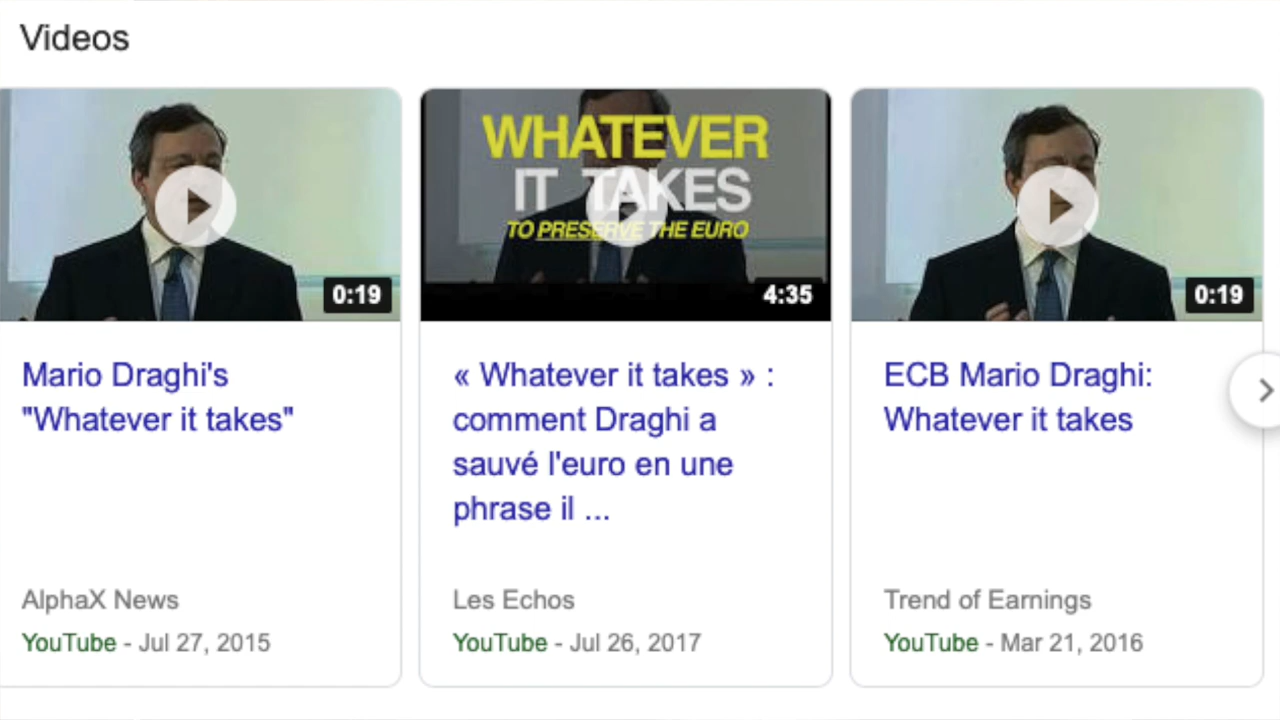 Videos
WHATEVER
IT TAKES
TO PRESERVE THE EURO
0:19
4:35
0:19
Mario Draghi's
"Whatever it takes"
« Whatever it takes » :
comment Draghi a
sauvé l'euro en une
phrase il ...
ECB Mario Draghi:
Whatever it takes
AlphaX News
YouTube - Jul 27, 2015
Les Echos
YouTube - Jul 26, 2017
Trend of Earnings
YouTube - Mar 21, 2016